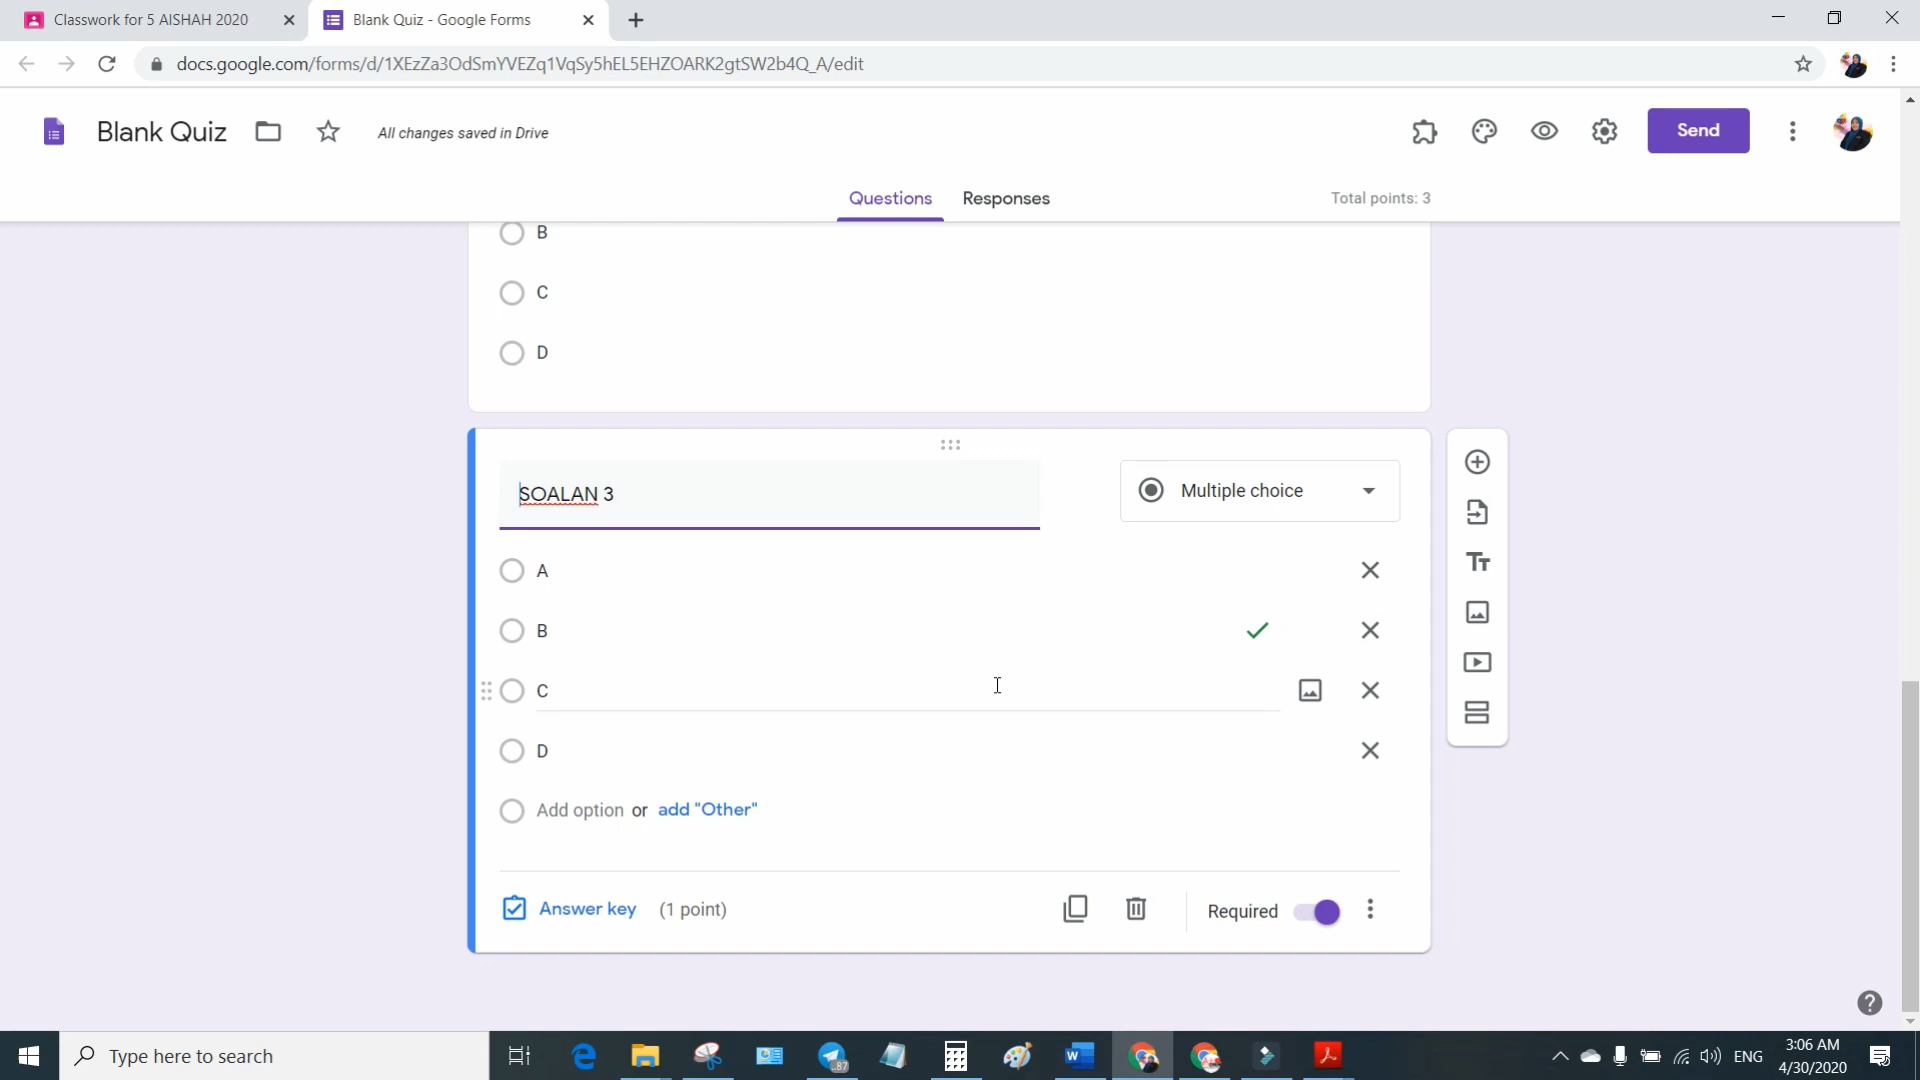 Classwork for 5 AISHAH 2020
Blank Quiz - Google Forms
docs.google.com/forms/d/1XEzZa3OdSmYVEZq1VqSy5hEL5EHZOARK2gtSW2b4Q_A/edit
Blank Quiz
All changes saved in Drive
Send
Questions
Responses
Total points: 3
B
C
D
SOALAN 3
Multiple choice
A
B
C
D
Add option or add "Other"
Answer key (1 point)
Required
Type here to search
87
ENG
3:06 AM
4/30/2020